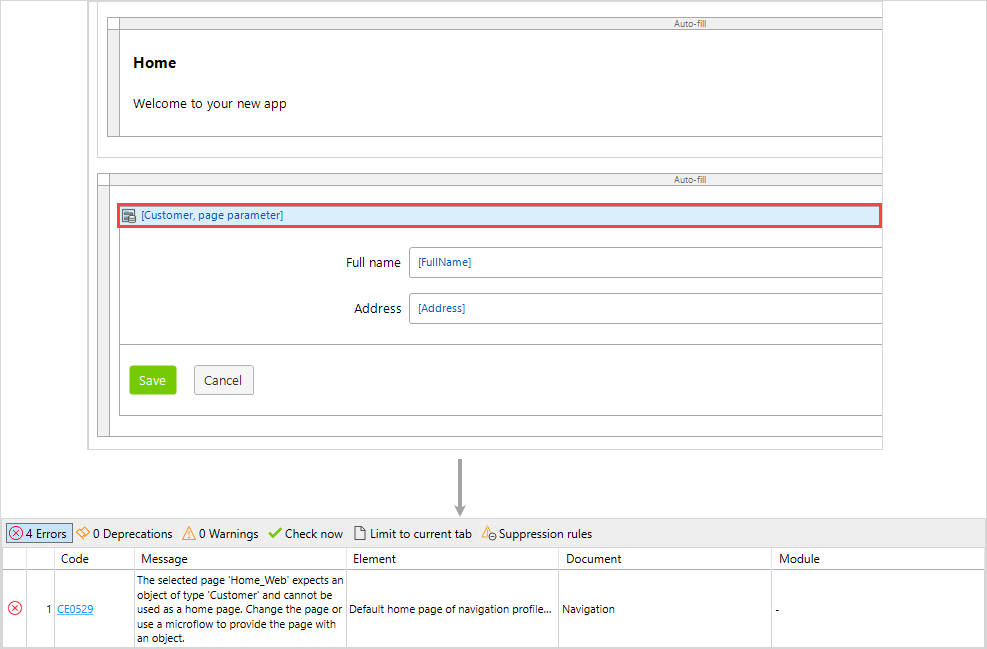 Auto-fill
Home
Welcome to your new app
Auto-fill
[Customer, page parameter]
Full name [FullName]
Address [Address]
Save Cancel
4 Errors 0 Deprecations 0 Warnings Check now Limit to current tab Suppression rules
Code Message Element Document Module
The selected page 'Home_Web' expects an
object of type 'Customer' and cannot be
1 CE0529 used as a home page. Change the page or Default home page of navigation profile... Navigation -
use a microflow to provide the page with
an object.